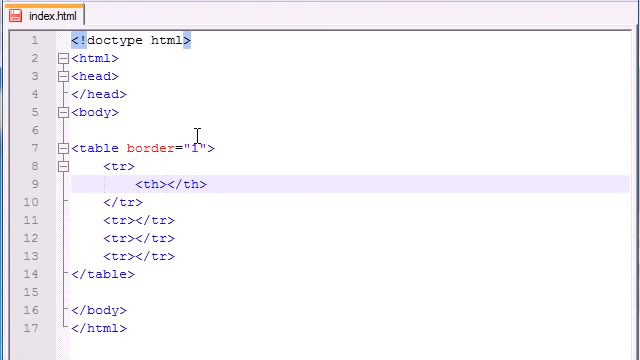 index.html
1 <!doctype html>
2 <html>
3 <head>
4 </head>
5 <body>
6
7 <table border="1">
8 <tr>
9 <th></th>
10 </tr>
11 <tr></tr>
12 <tr></tr>
13 <tr></tr>
14 </table>
15
16 </body>
17 </html>